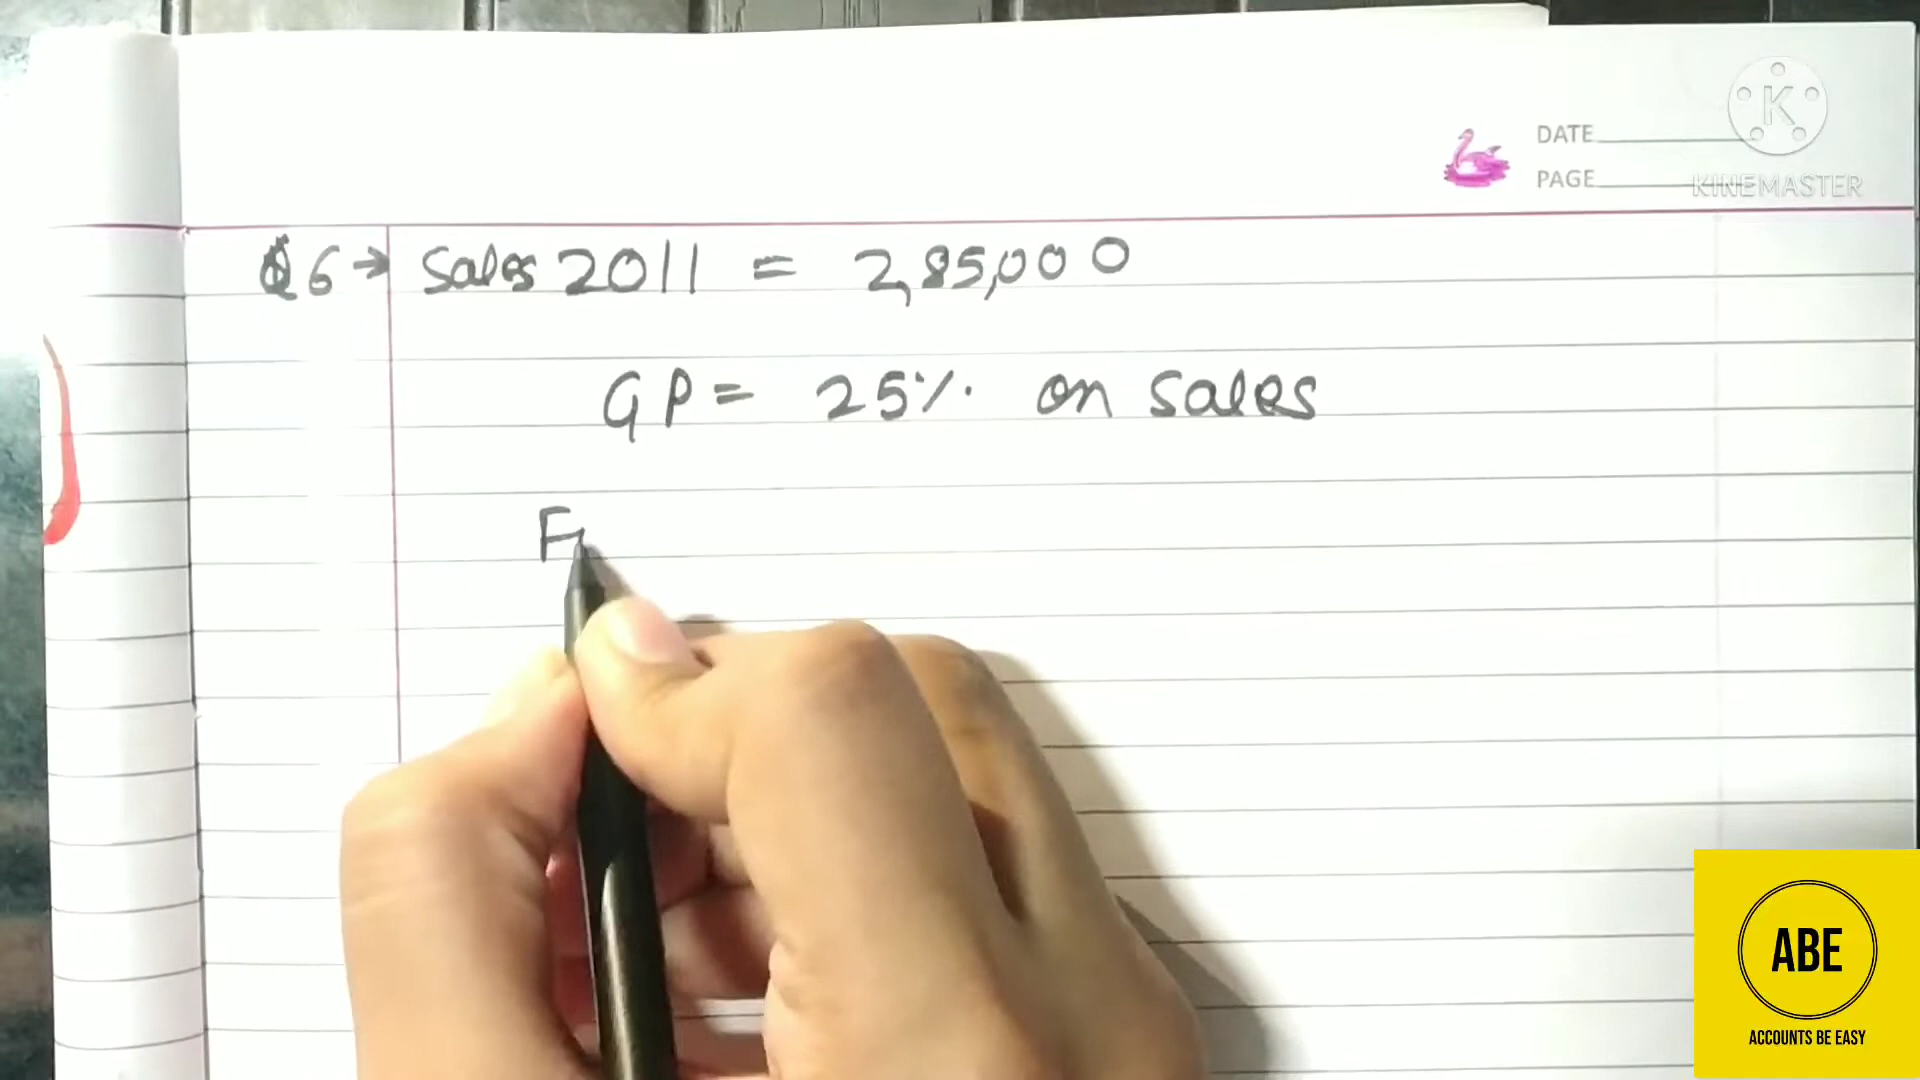 DATE
PAGE
KINEMASTER
Q6→ Sales 2011 = 2,85,000
GP = 25% on Sales
F
ABE
ACCOUNTS BE EASY